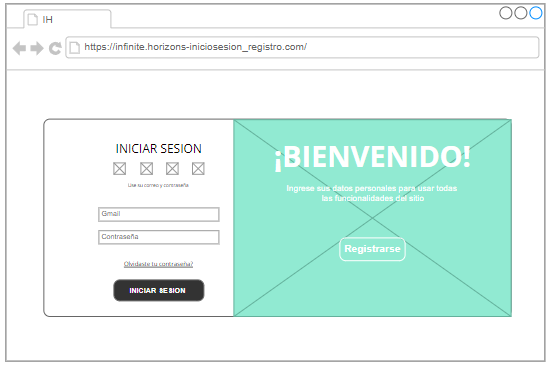 IH
https://infinite.horizons-iniciosesion_registro.com/
INICIAR SESION
Use su correo y contraseña
Gmail
Contraseña
Olvidaste tu contraseña?
INICIAR SESION
¡BIENVENIDO!
Ingrese sus datos personales para usar todas
las funcionalidades del sitio
Registrarse